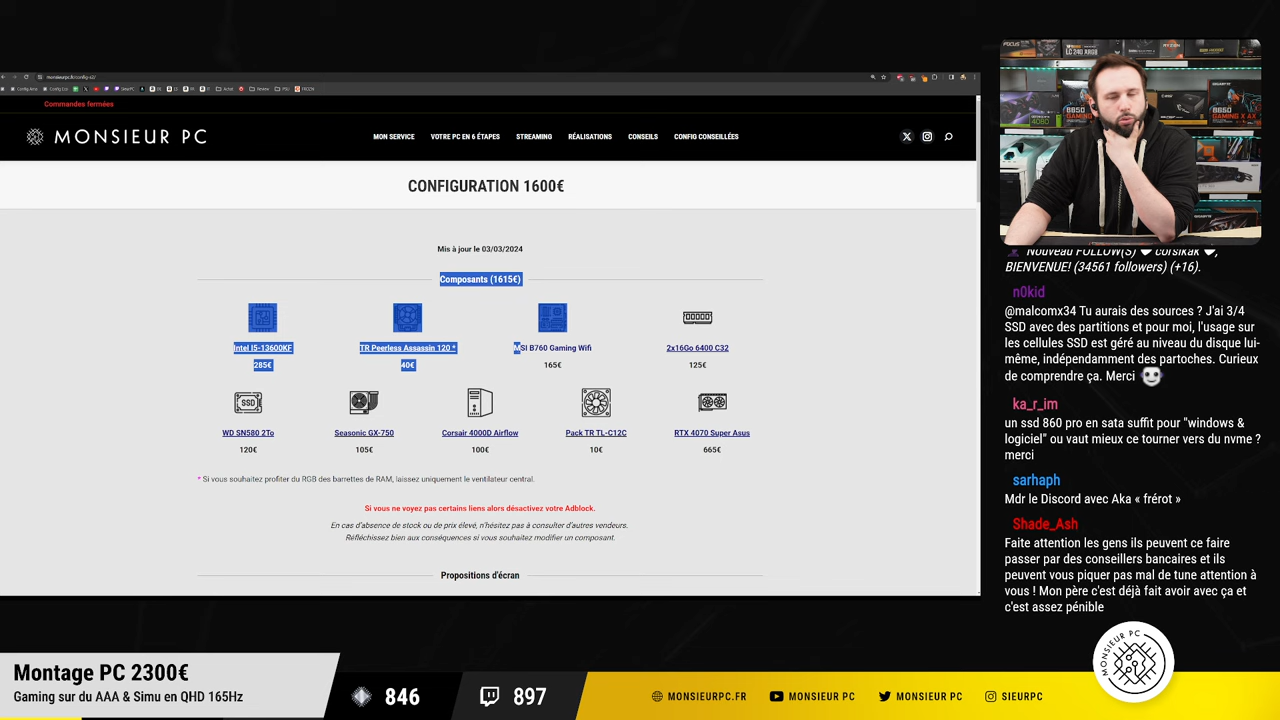 monsieurpc.fr/config-s2/
Commandes fermées
MONSIEUR PC
MON SERVICE
VOTRE PC EN 6 ÉTAPES
STREAMING
RÉALISATIONS
CONSEILS
CONFIG CONSEILLÉES
CONFIGURATION 1600€
Mis à jour le 03/03/2024
Composants (1615€)
Intel I5-13600KF
285€
TR Peerless Assassin 120 *
40€
MSI B760 Gaming Wifi
165€
2x16Go 6400 C32
125€
WD SN580 2To
120€
Seasonic GX-750
105€
Corsair 4000D Airflow
100€
Pack TR TL-C12C
10€
RTX 4070 Super Asus
665€
* Si vous souhaitez profiter du RGB des barrettes de RAM, laissez uniquement le ventilateur central.
Si vous ne voyez pas certains liens alors désactivez votre Adblock.
En cas d'absence de stock ou de prix élevé, n'hésitez pas à consulter d'autres vendeurs.
Réfléchissez bien aux conséquences si vous souhaitez modifier un composant.
Propositions d'écran
Nouveau FOLLOW(S) corsikak ,
BIENVENUE! (34561 followers) (+16).
n0kid
@malcomx34 Tu aurais des sources ? J'ai 3/4
SSD avec des partitions et pour moi, l'usage sur
les cellules SSD est géré au niveau du disque lui-
même, indépendamment des partoches. Curieux
de comprendre ça. Merci
ka_r_im
un ssd 860 pro en sata suffit pour "windows &
logiciel" ou vaut mieux ce tourner vers du nvme ?
merci
sarhaph
Mdr le Discord avec Aka « frérot »
Shade_Ash
Faite attention les gens ils peuvent ce faire
passer par des conseillers bancaires et ils
peuvent vous piquer pas mal de tune attention à
vous ! Mon père c'est déjà fait avoir avec ça et
c'est assez pénible
Montage PC 2300€
Gaming sur du AAA & Simu en QHD 165Hz
846
897
MONSIEURPC.FR
MONSIEUR PC
MONSIEUR PC
SIEURPC
MONSIEUR PC